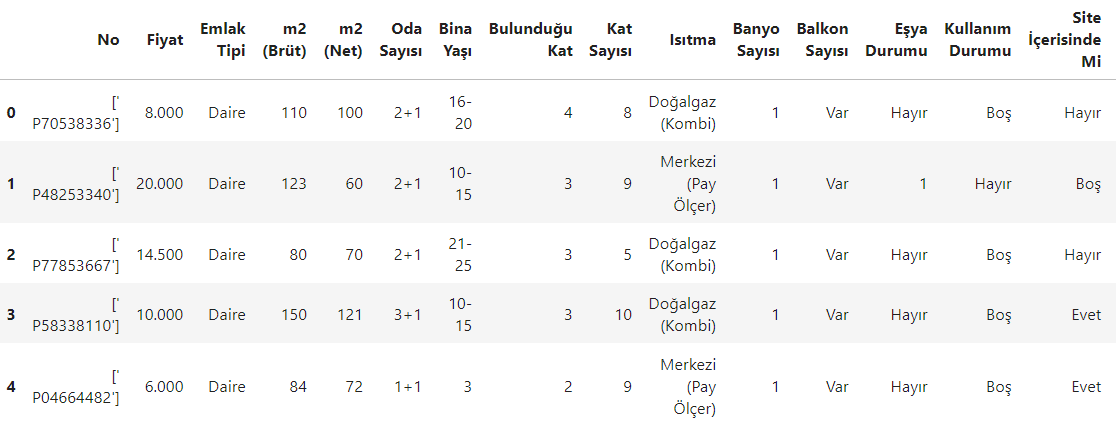 No Fiyat Emlak Tipi m2 (Brüt) m2 (Net) Oda Sayısı Bina Yaşı Bulunduğu Kat Kat Sayısı Isıtma Banyo Sayısı Balkon Sayısı Eşya Durumu Kullanım Durumu Site İçerisinde Mi
0 [' P70538336'] 8.000 Daire 110 100 2+1 16-20 4 8 Doğalgaz (Kombi) 1 Var Hayır Boş Hayır
1 [' P48253340'] 20.000 Daire 123 60 2+1 10-15 3 9 Merkezi (Pay Ölçer) 1 Var 1 Hayır Boş
2 [' P77853667'] 14.500 Daire 80 70 2+1 21-25 3 5 Doğalgaz (Kombi) 1 Var Hayır Boş Hayır
3 [' P58338110'] 10.000 Daire 150 121 3+1 10-15 3 10 Doğalgaz (Kombi) 1 Var Hayır Boş Evet
4 [' P04664482'] 6.000 Daire 84 72 1+1 3 2 9 Merkezi (Pay Ölçer) 1 Var Hayır Boş Evet